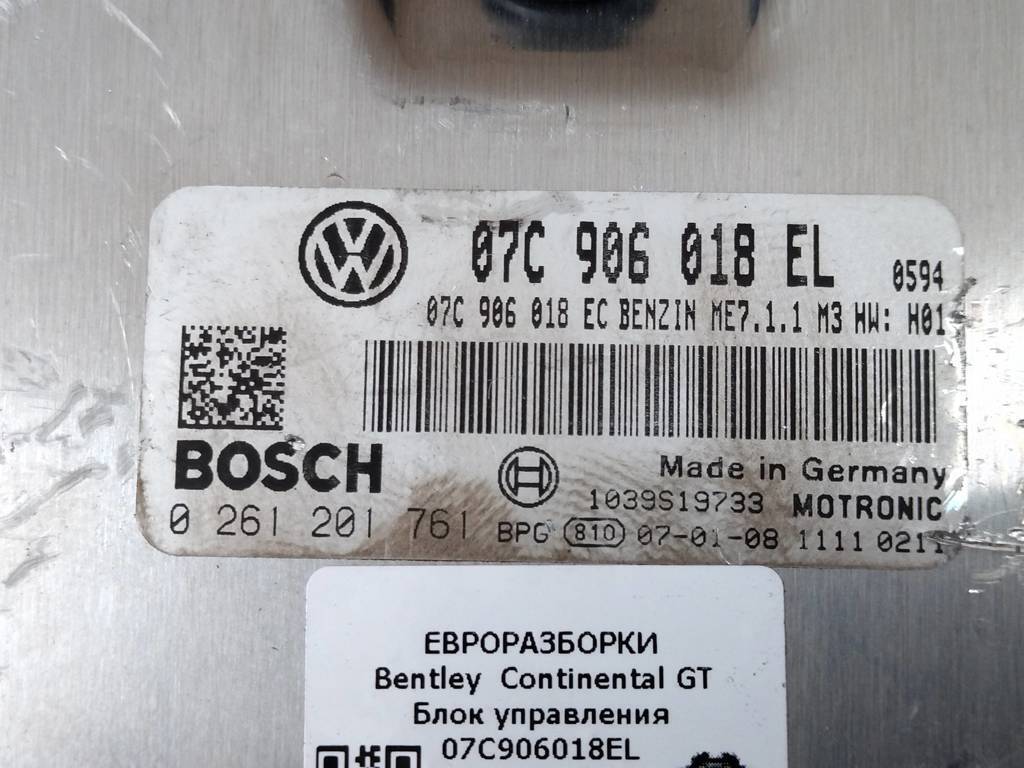 07C 906 018 EL 0594
07C 906 018 EC BENZIN ME7.1.1 M3 HW: H01
BOSCH
Made in Germany
1039S19733 MOTRONIC
0 261 201 761 BPG 810 07-01-08 1111 0211
ЕВРОРАЗБОРКИ
Bentley Continental GT
Блок управления
07C906018EL